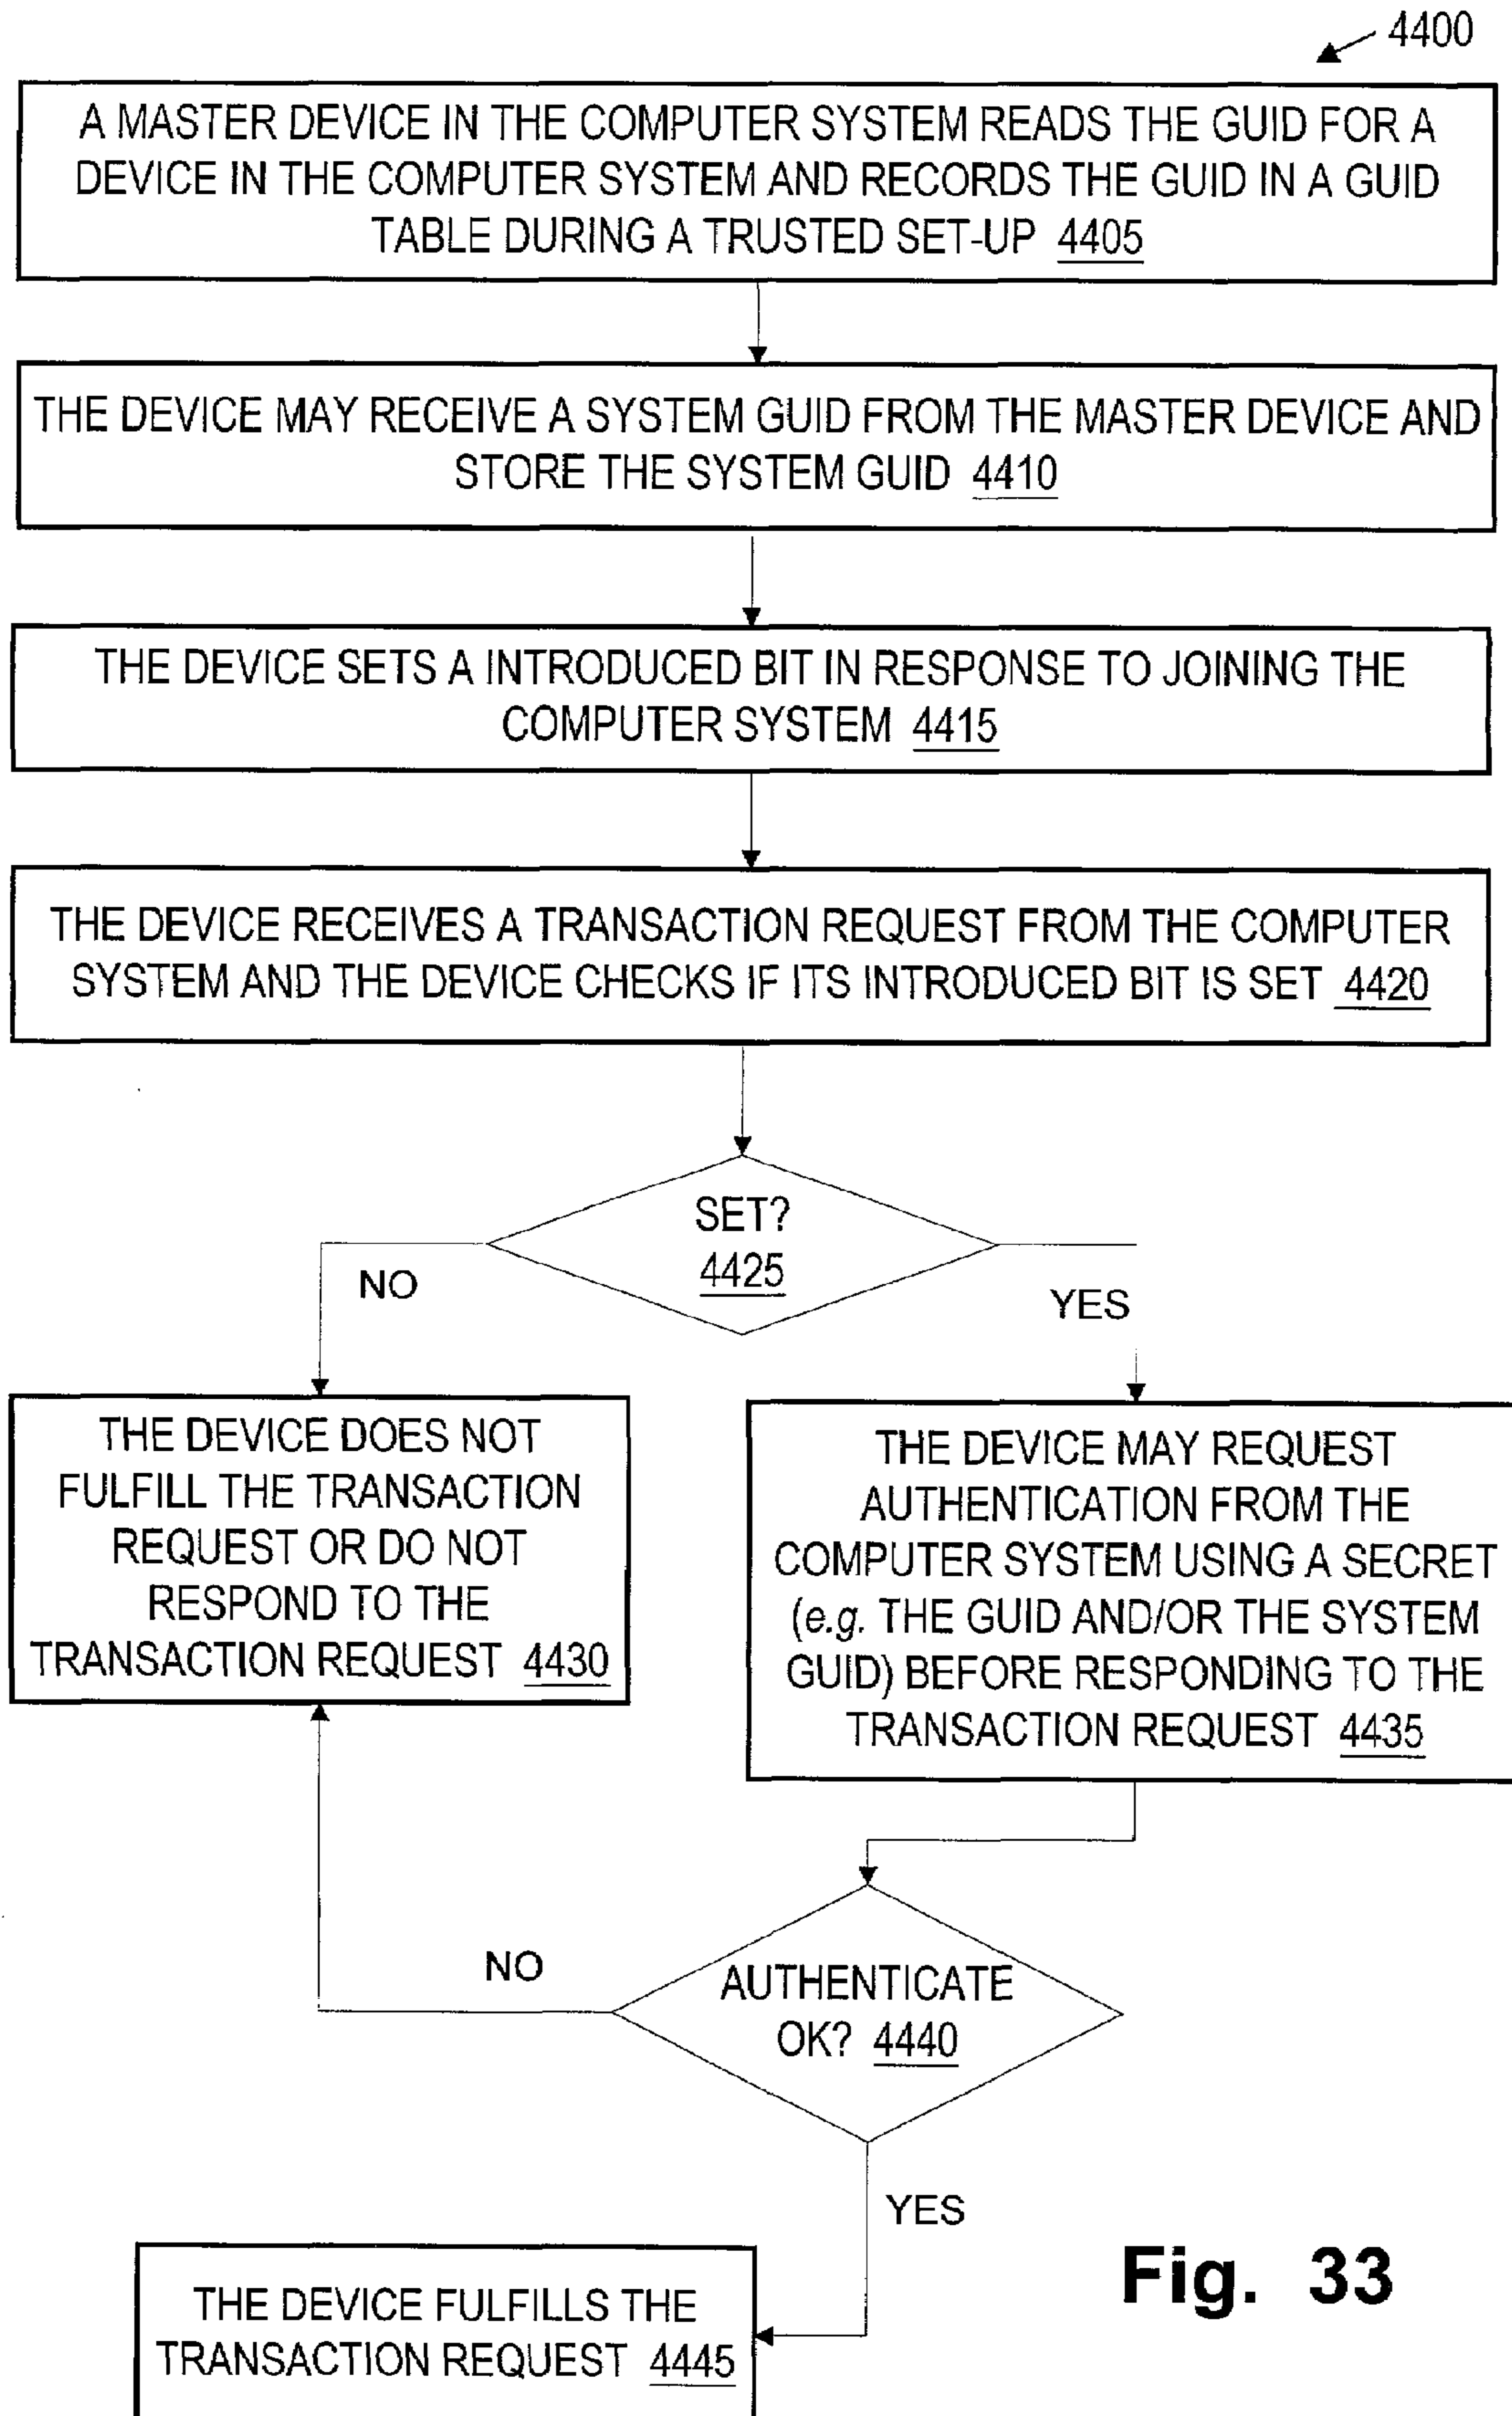 4400
A MASTER DEVICE IN THE COMPUTER SYSTEM READS THE GUID FOR A
DEVICE IN THE COMPUTER SYSTEM AND RECORDS THE GUID IN A GUID
TABLE DURING A TRUSTED SET-UP 4405
THE DEVICE MAY RECEIVE A SYSTEM GUID FROM THE MASTER DEVICE AND
STORE THE SYSTEM GUID 4410
THE DEVICE SETS A INTRODUCED BIT IN RESPONSE TO JOINING THE
COMPUTER SYSTEM 4415
THE DEVICE RECEIVES A TRANSACTION REQUEST FROM THE COMPUTER
SYSTEM AND THE DEVICE CHECKS IF ITS INTRODUCED BIT IS SET 4420
SET?
4425
NO
YES
THE DEVICE DOES NOT
FULFILL THE TRANSACTION
REQUEST OR DO NOT
RESPOND TO THE
TRANSACTION REQUEST 4430
THE DEVICE MAY REQUEST
AUTHENTICATION FROM THE
COMPUTER SYSTEM USING A SECRET
(e.g. THE GUID AND/OR THE SYSTEM
GUID) BEFORE RESPONDING TO THE
TRANSACTION REQUEST 4435
NO
AUTHENTICATE
OK? 4440
YES
THE DEVICE FULFILLS THE
TRANSACTION REQUEST 4445
Fig. 33